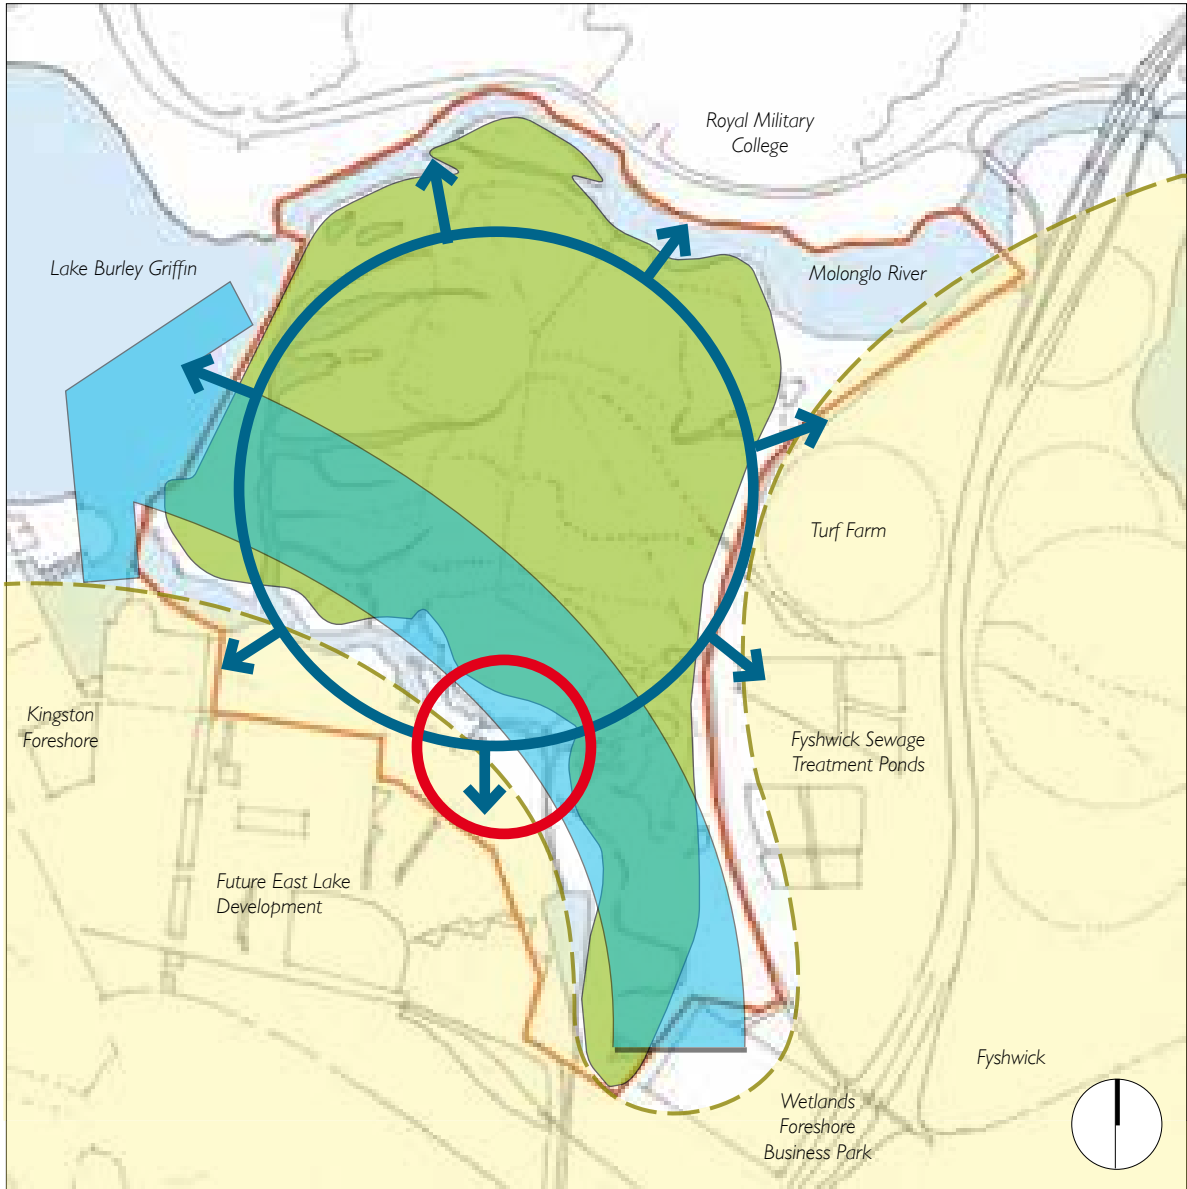 Royal Military
College
Lake Burley Griffin
Molonglo River
Turf Farm
Kingston
Foreshore
Fyshwick Sewage
Treatment Ponds
Future East Lake
Development
Fyshwick
Wetlands
Foreshore
Business Park